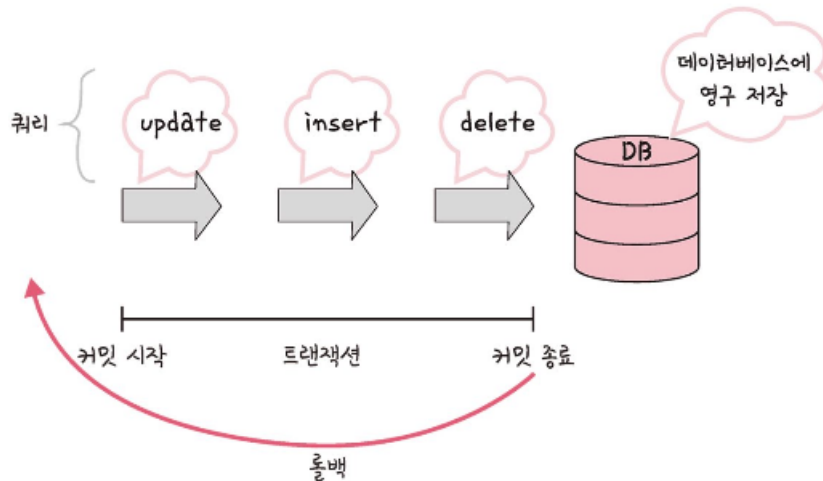 데이터베이스에
영구 저장
쿼리
update
insert
delete
DB
커밋 시작
트랜잭션
커밋 종료
롤백